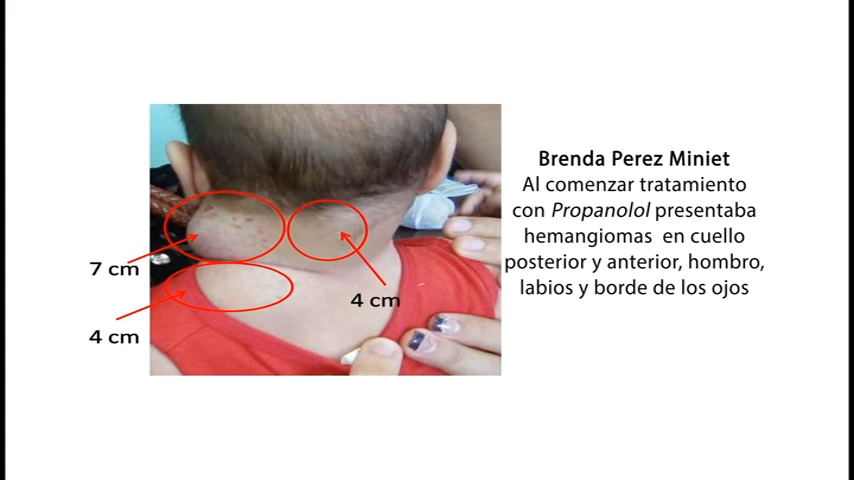 Brenda Perez Miniet
Al comenzar tratamiento
con Propanolol presentaba
hemangiomas en cuello
posterior y anterior, hombro,
labios y borde de los ojos
7 cm
4 cm
4 cm